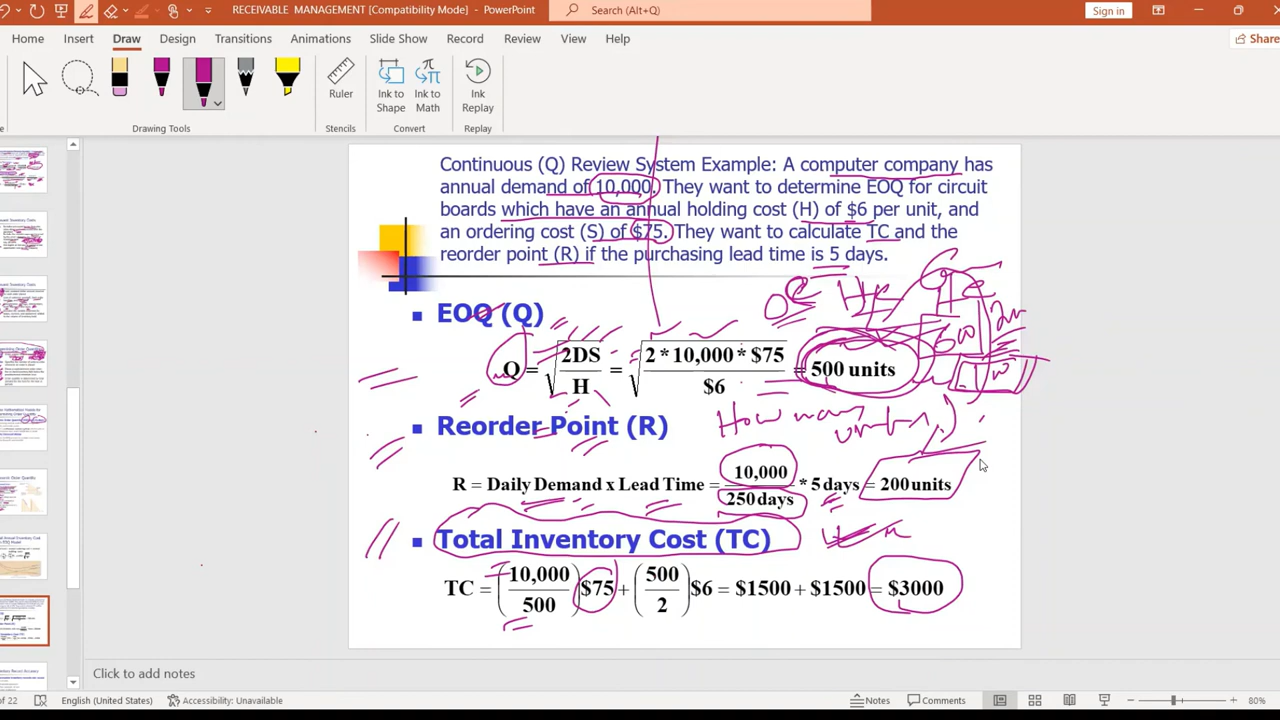 RECEIVABLE MANAGEMENT [Compatibility Mode] - PowerPoint
Search (Alt+Q)
Sign in
Home Insert Draw Design Transitions Animations Slide Show Record Review View Help
Share
Ruler
Ink to Shape
Ink to Math
Ink Replay
Drawing Tools
Stencils
Convert
Replay
Continuous (Q) Review System Example: A computer company has
annual demand of 10,000. They want to determine EOQ for circuit
boards which have an annual holding cost (H) of $6 per unit, and
an ordering cost (S) of $75. They want to calculate TC and the
reorder point (R) if the purchasing lead time is 5 days.
EOQ (Q)
Q = √(2DS / H) = √(2 * 10,000 * $75 / $6) = 500 units
Reorder Point (R)
How many
R = Daily Demand x Lead Time = 10,000 / 250 days * 5 days = 200 units
Total Inventory Cost (TC)
TC = (10,000 / 500) $75 + (500 / 2) $6 = $1500 + $1500 = $3000
Click to add notes
of 22
English (United States)
Accessibility: Unavailable
Notes
Comments
80%